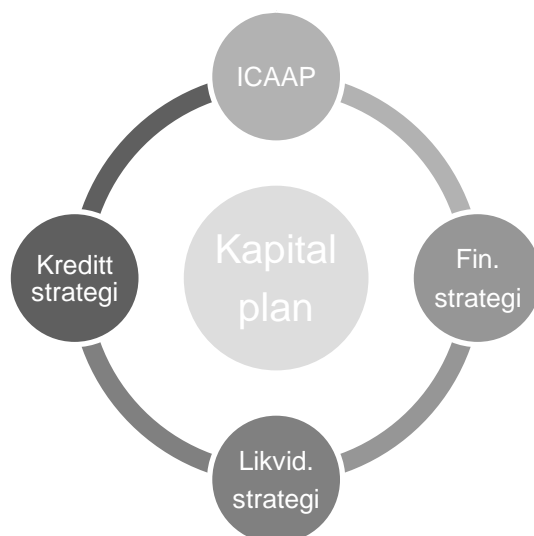 ICAAP
Kreditt
strategi
Kapital
plan
Fin.
strategi
Likvid.
strategi